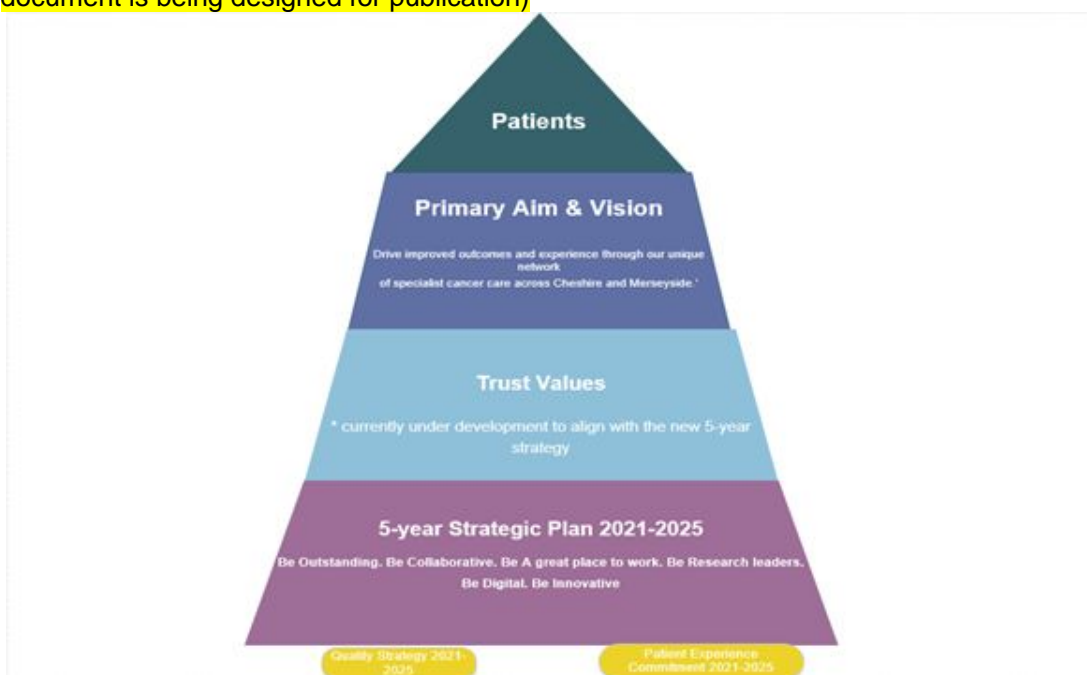 document is being designed for publication)
Patients
Primary Aim & Vision
Drive improved outcomes and experience through our unique
network
of specialist cancer care across Cheshire and Merseyside.'
Trust Values
* currently under development to align with the new 5-year
strategy
5-year Strategic Plan 2021-2025
Be Outstanding. Be Collaborative. Be A great place to work. Be Research leaders.
Be Digital. Be Innovative
Quality Strategy 2021-
2025
Patient Experience
Commitment 2021-2025